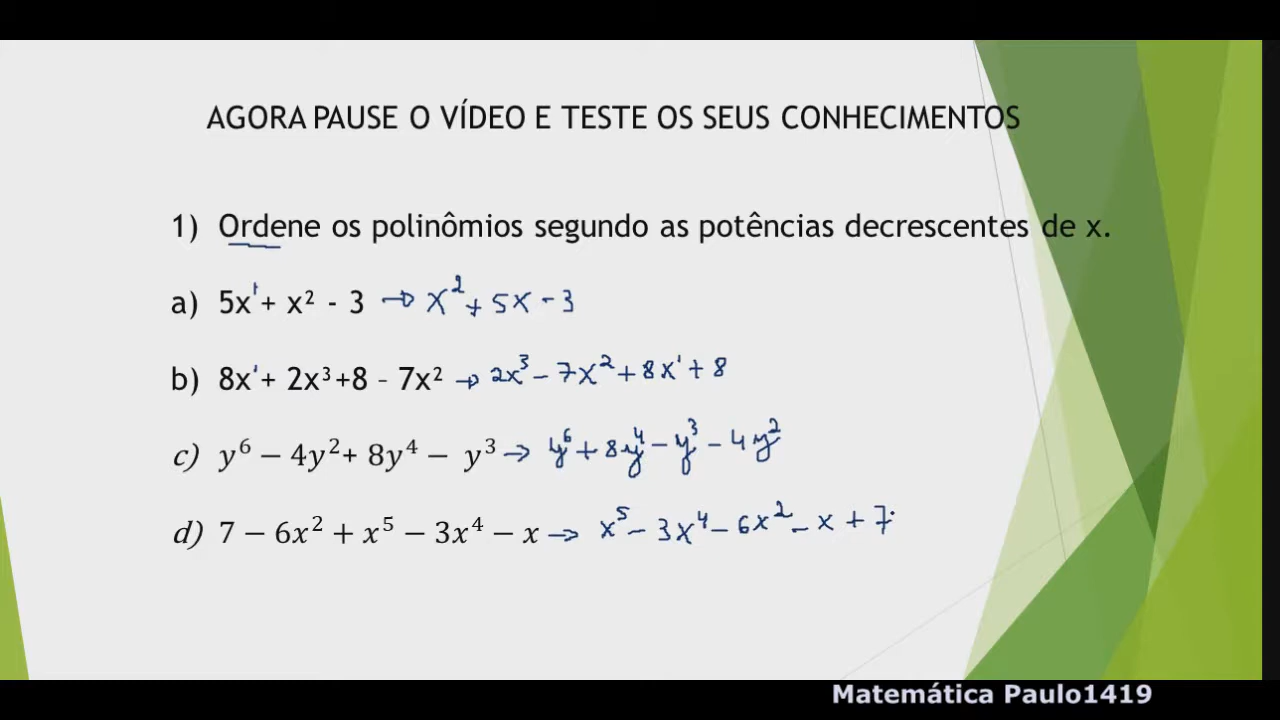 AGORA PAUSE O VÍDEO E TESTE OS SEUS CONHECIMENTOS
1) Ordene os polinômios segundo as potências decrescentes de x.
a) 5x¹ + x² - 3 → x² + 5x - 3
b) 8x¹ + 2x³ +8 - 7x² → 2x³ - 7x² + 8x¹ + 8
c) y⁶ − 4y² + 8y⁴ − y³ → y⁶ + 8y⁴ - y³ - 4y²
d) 7 − 6x² + x⁵ − 3x⁴ − x → x⁵ - 3x⁴ - 6x² - x + 7
Matemática Paulo1419